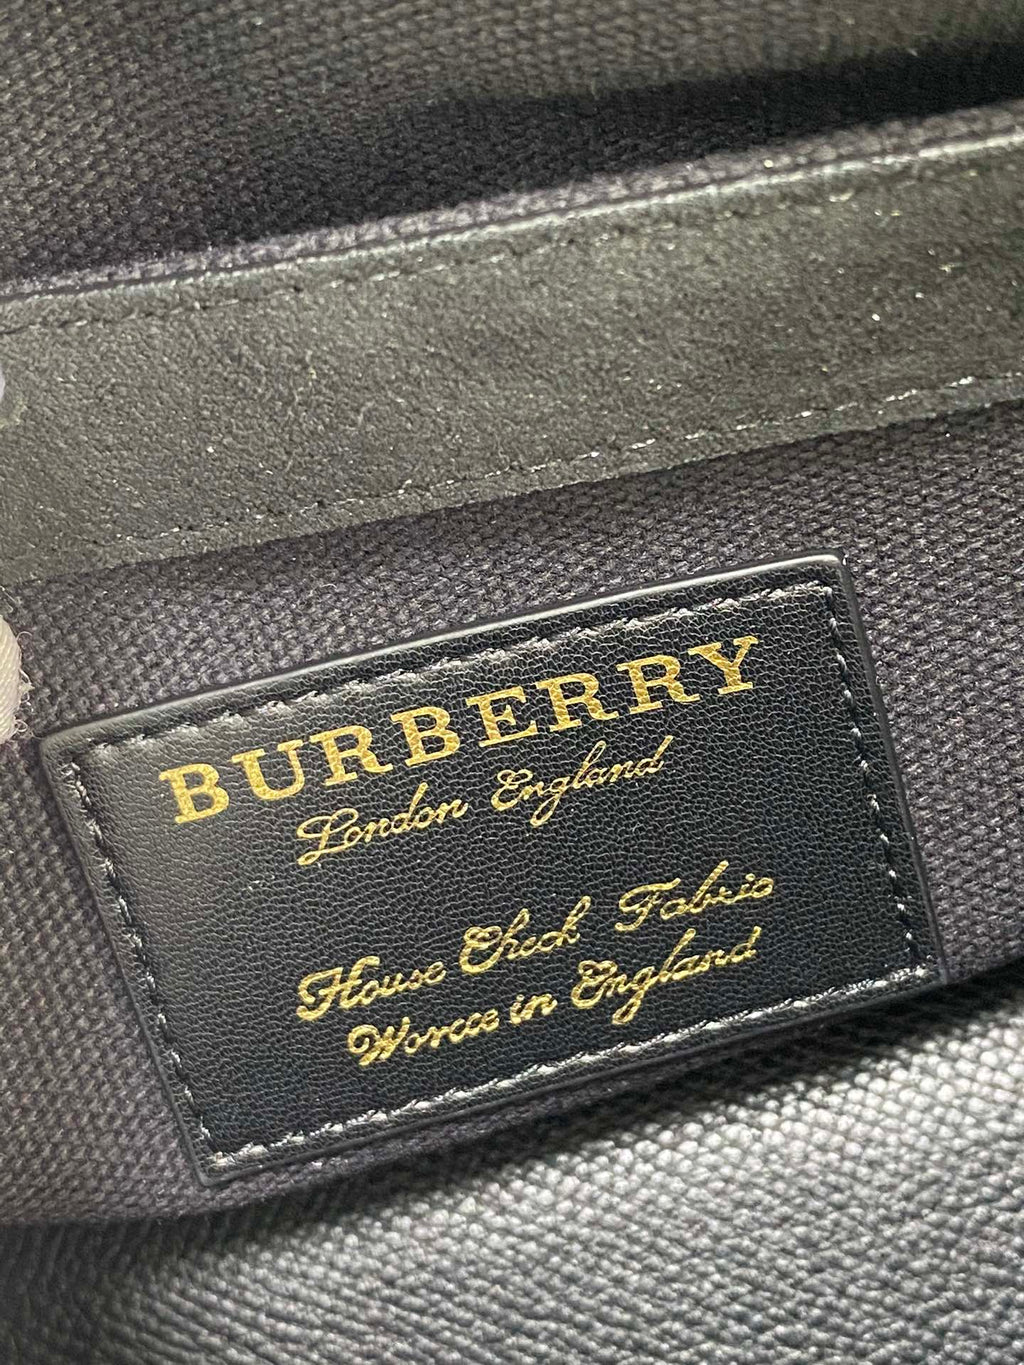 BURBERRY
London England
House Check Fabric
Woven in England